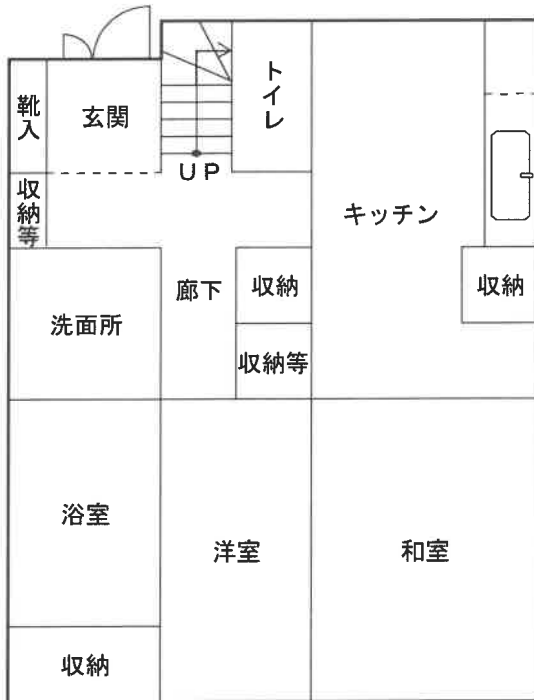 靴入
玄関
トイレ
UP
収納等
キッチン
廊下
収納
収納
洗面所
収納等
浴室
洋室
和室
収納